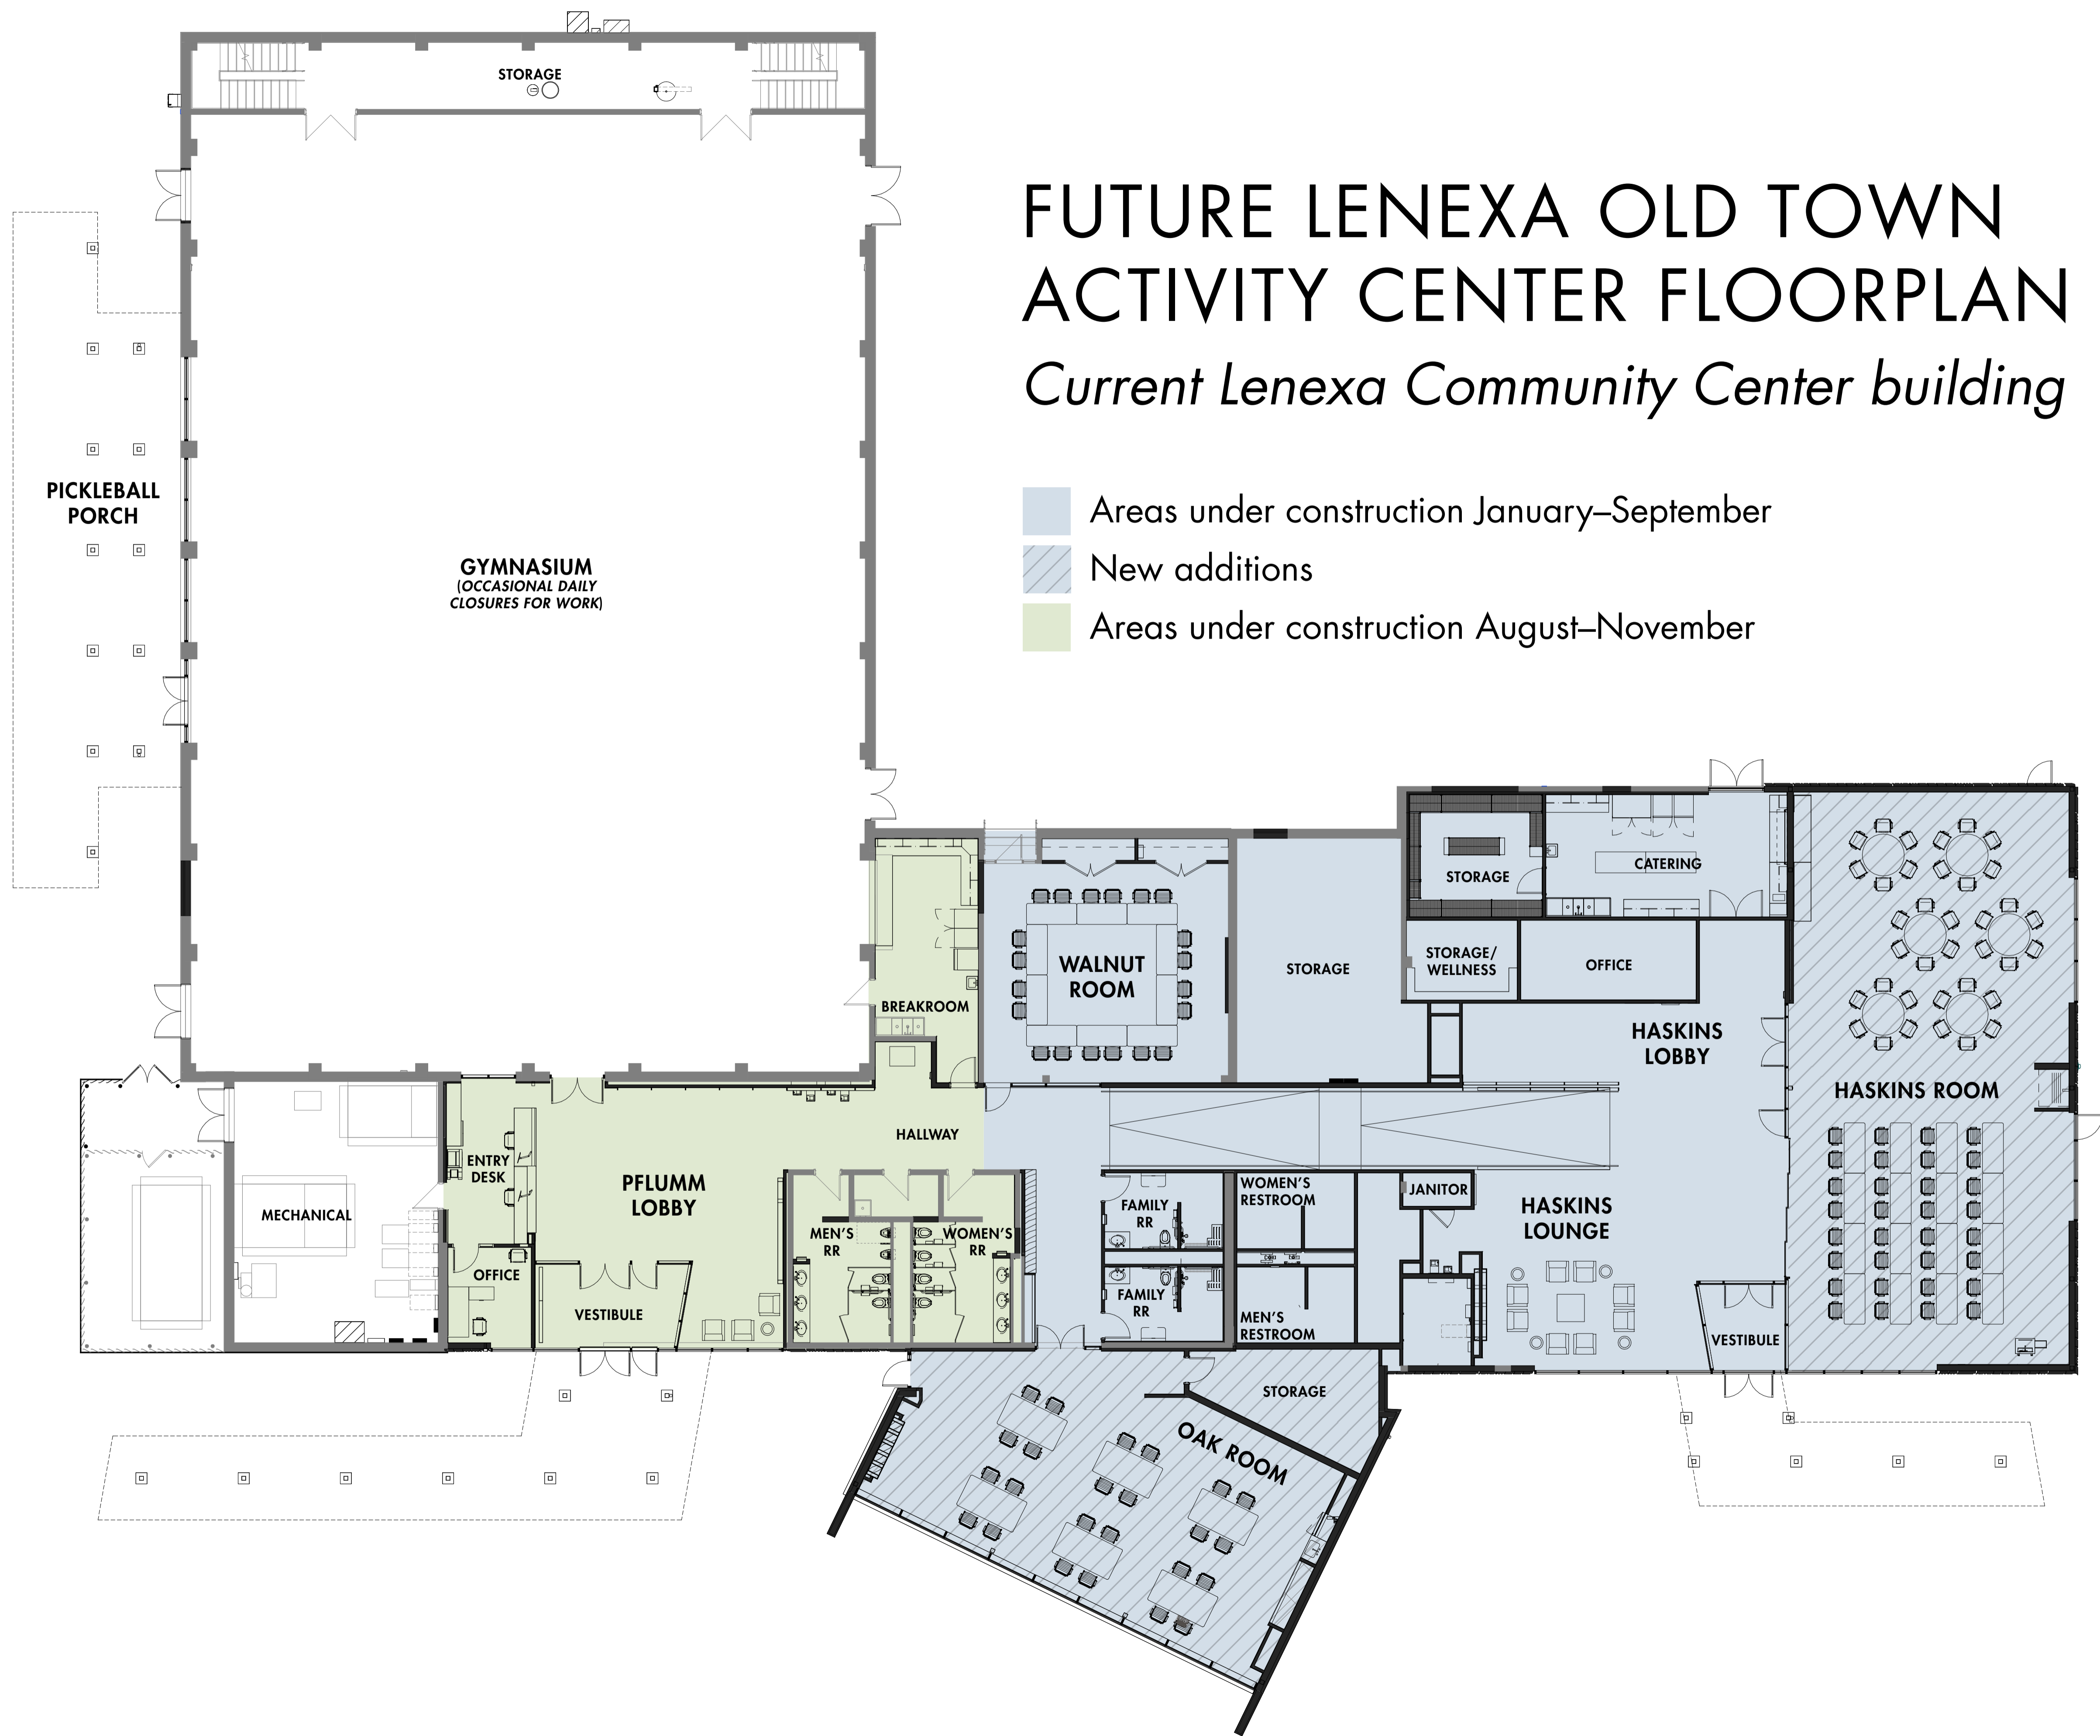 STORAGE
FUTURE LENEXA OLD TOWN
ACTIVITY CENTER FLOORPLAN
Current Lenexa Community Center building
PICKLEBALL
PORCH
Areas under construction January–September
New additions
Areas under construction August–November
GYMNASIUM
(OCCASIONAL DAILY
CLOSURES FOR WORK)
BREAKROOM
WALNUT
ROOM
STORAGE
STORAGE
CATERING
STORAGE/
WELLNESS
OFFICE
HASKINS
LOBBY
HASKINS ROOM
MECHANICAL
ENTRY
DESK
OFFICE
PFLUMM
LOBBY
VESTIBULE
HALLWAY
MEN'S
RR
WOMEN'S
RR
FAMILY
RR
FAMILY
RR
WOMEN'S
RESTROOM
MEN'S
RESTROOM
JANITOR
HASKINS
LOUNGE
VESTIBULE
STORAGE
OAK ROOM